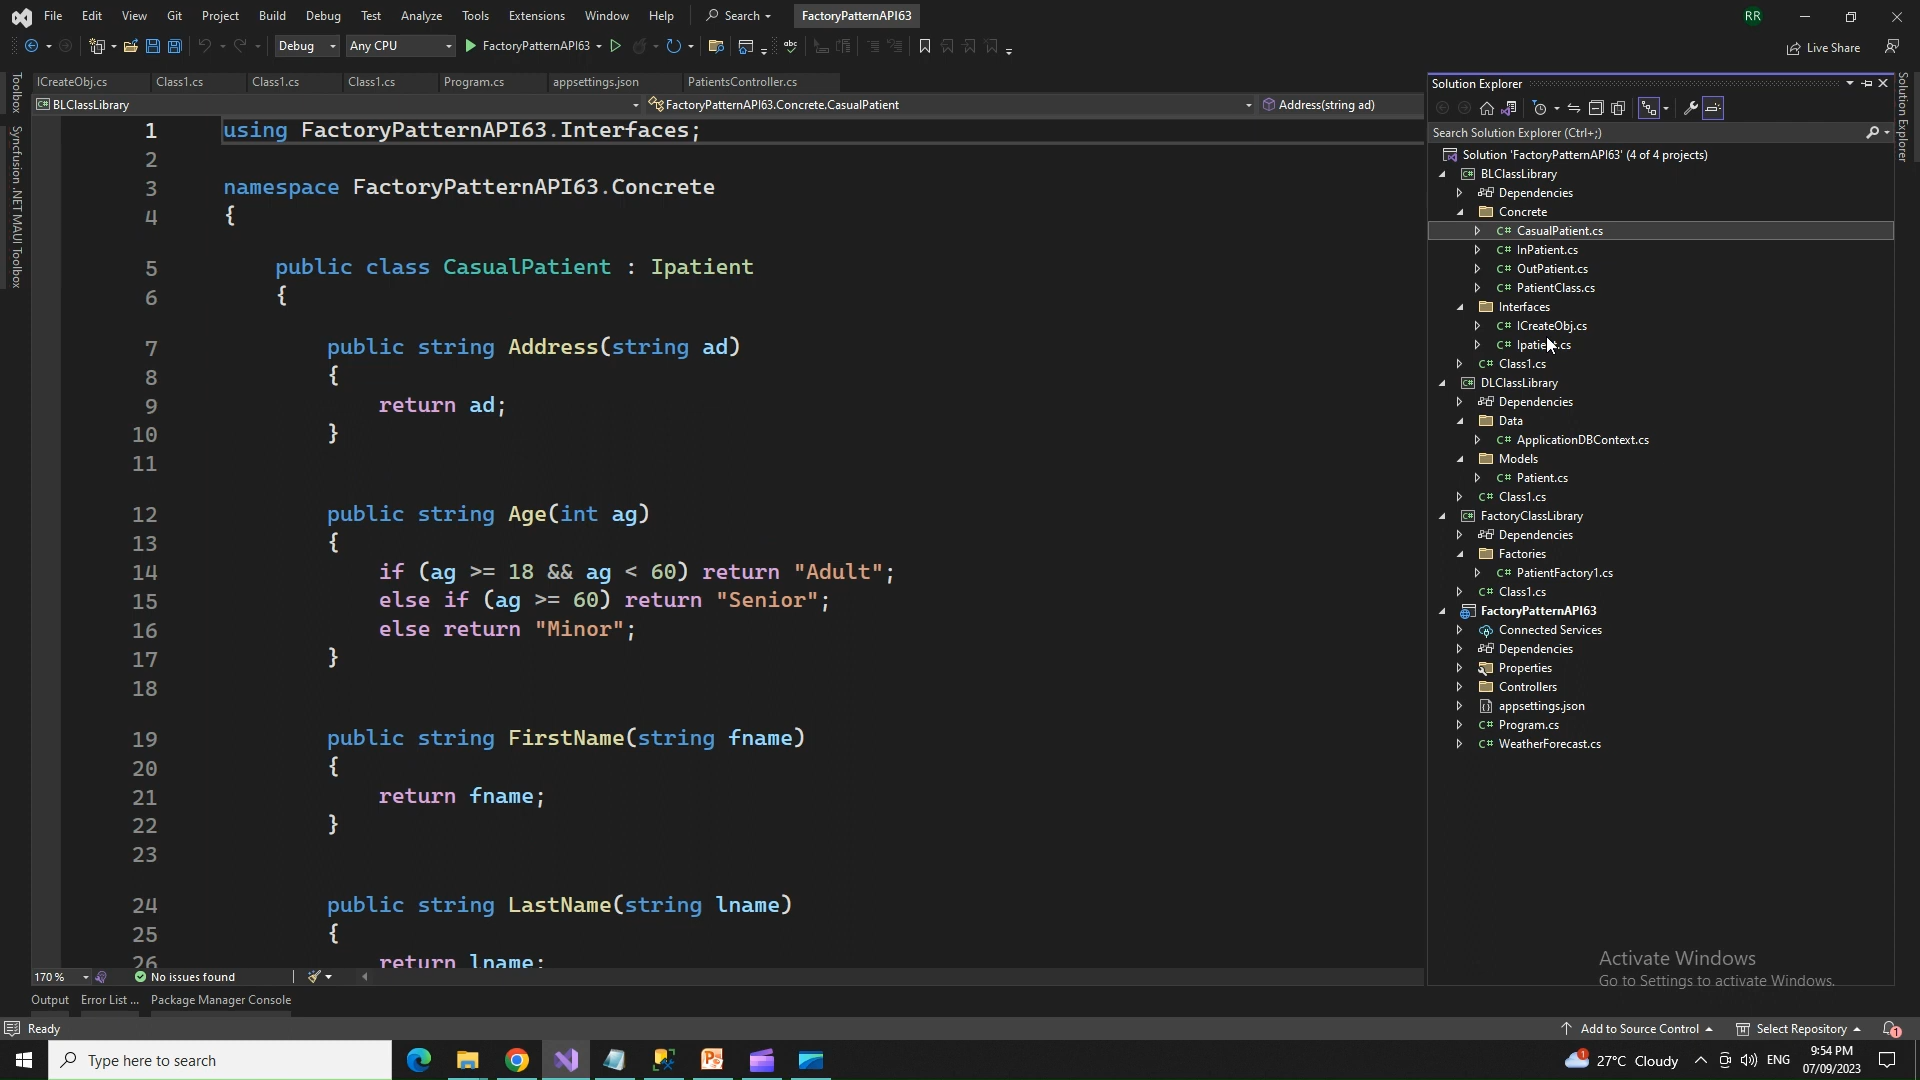 File Edit View Git Project Build Debug Test Analyze Tools Extensions Window Help Search FactoryPatternAPI63 RR
Debug Any CPU FactoryPatternAPI63 Live Share
ICreateObj.cs Class1.cs Class1.cs Class1.cs Program.cs appsettings.json PatientsController.cs
BLClassLibrary FactoryPatternAPI63.Concrete.CasualPatient Address(string ad)
Toolbox
Syncfusion .NET MAUI Toolbox
1 using FactoryPatternAPI63.Interfaces;
2
3 namespace FactoryPatternAPI63.Concrete
4 {
5 public class CasualPatient : Ipatient
6 {
7 public string Address(string ad)
8 {
9 return ad;
10 }
11
12 public string Age(int ag)
13 {
14 if (ag >= 18 && ag < 60) return "Adult";
15 else if (ag >= 60) return "Senior";
16 else return "Minor";
17 }
18
19 public string FirstName(string fname)
20 {
21 return fname;
22 }
23
24 public string LastName(string lname)
25 {
26 return lname;
170 % No issues found
Output Error List ... Package Manager Console
Solution Explorer
Search Solution Explorer (Ctrl+;)
Solution 'FactoryPatternAPI63' (4 of 4 projects)
BLClassLibrary
Dependencies
Concrete
C# CasualPatient.cs
C# InPatient.cs
C# OutPatient.cs
C# PatientClass.cs
Interfaces
C# ICreateObj.cs
C# Ipatient.cs
C# Class1.cs
DLClassLibrary
Dependencies
Data
C# ApplicationDBContext.cs
Models
C# Patient.cs
C# Class1.cs
FactoryClassLibrary
Dependencies
Factories
C# PatientFactory1.cs
C# Class1.cs
FactoryPatternAPI63
Connected Services
Dependencies
Properties
Controllers
appsettings.json
C# Program.cs
C# WeatherForecast.cs
Solution Explorer
Activate Windows
Go to Settings to activate Windows.
Ready Add to Source Control Select Repository 1
Type here to search 1 27°C Cloudy ENG 9:54 PM
07/09/2023